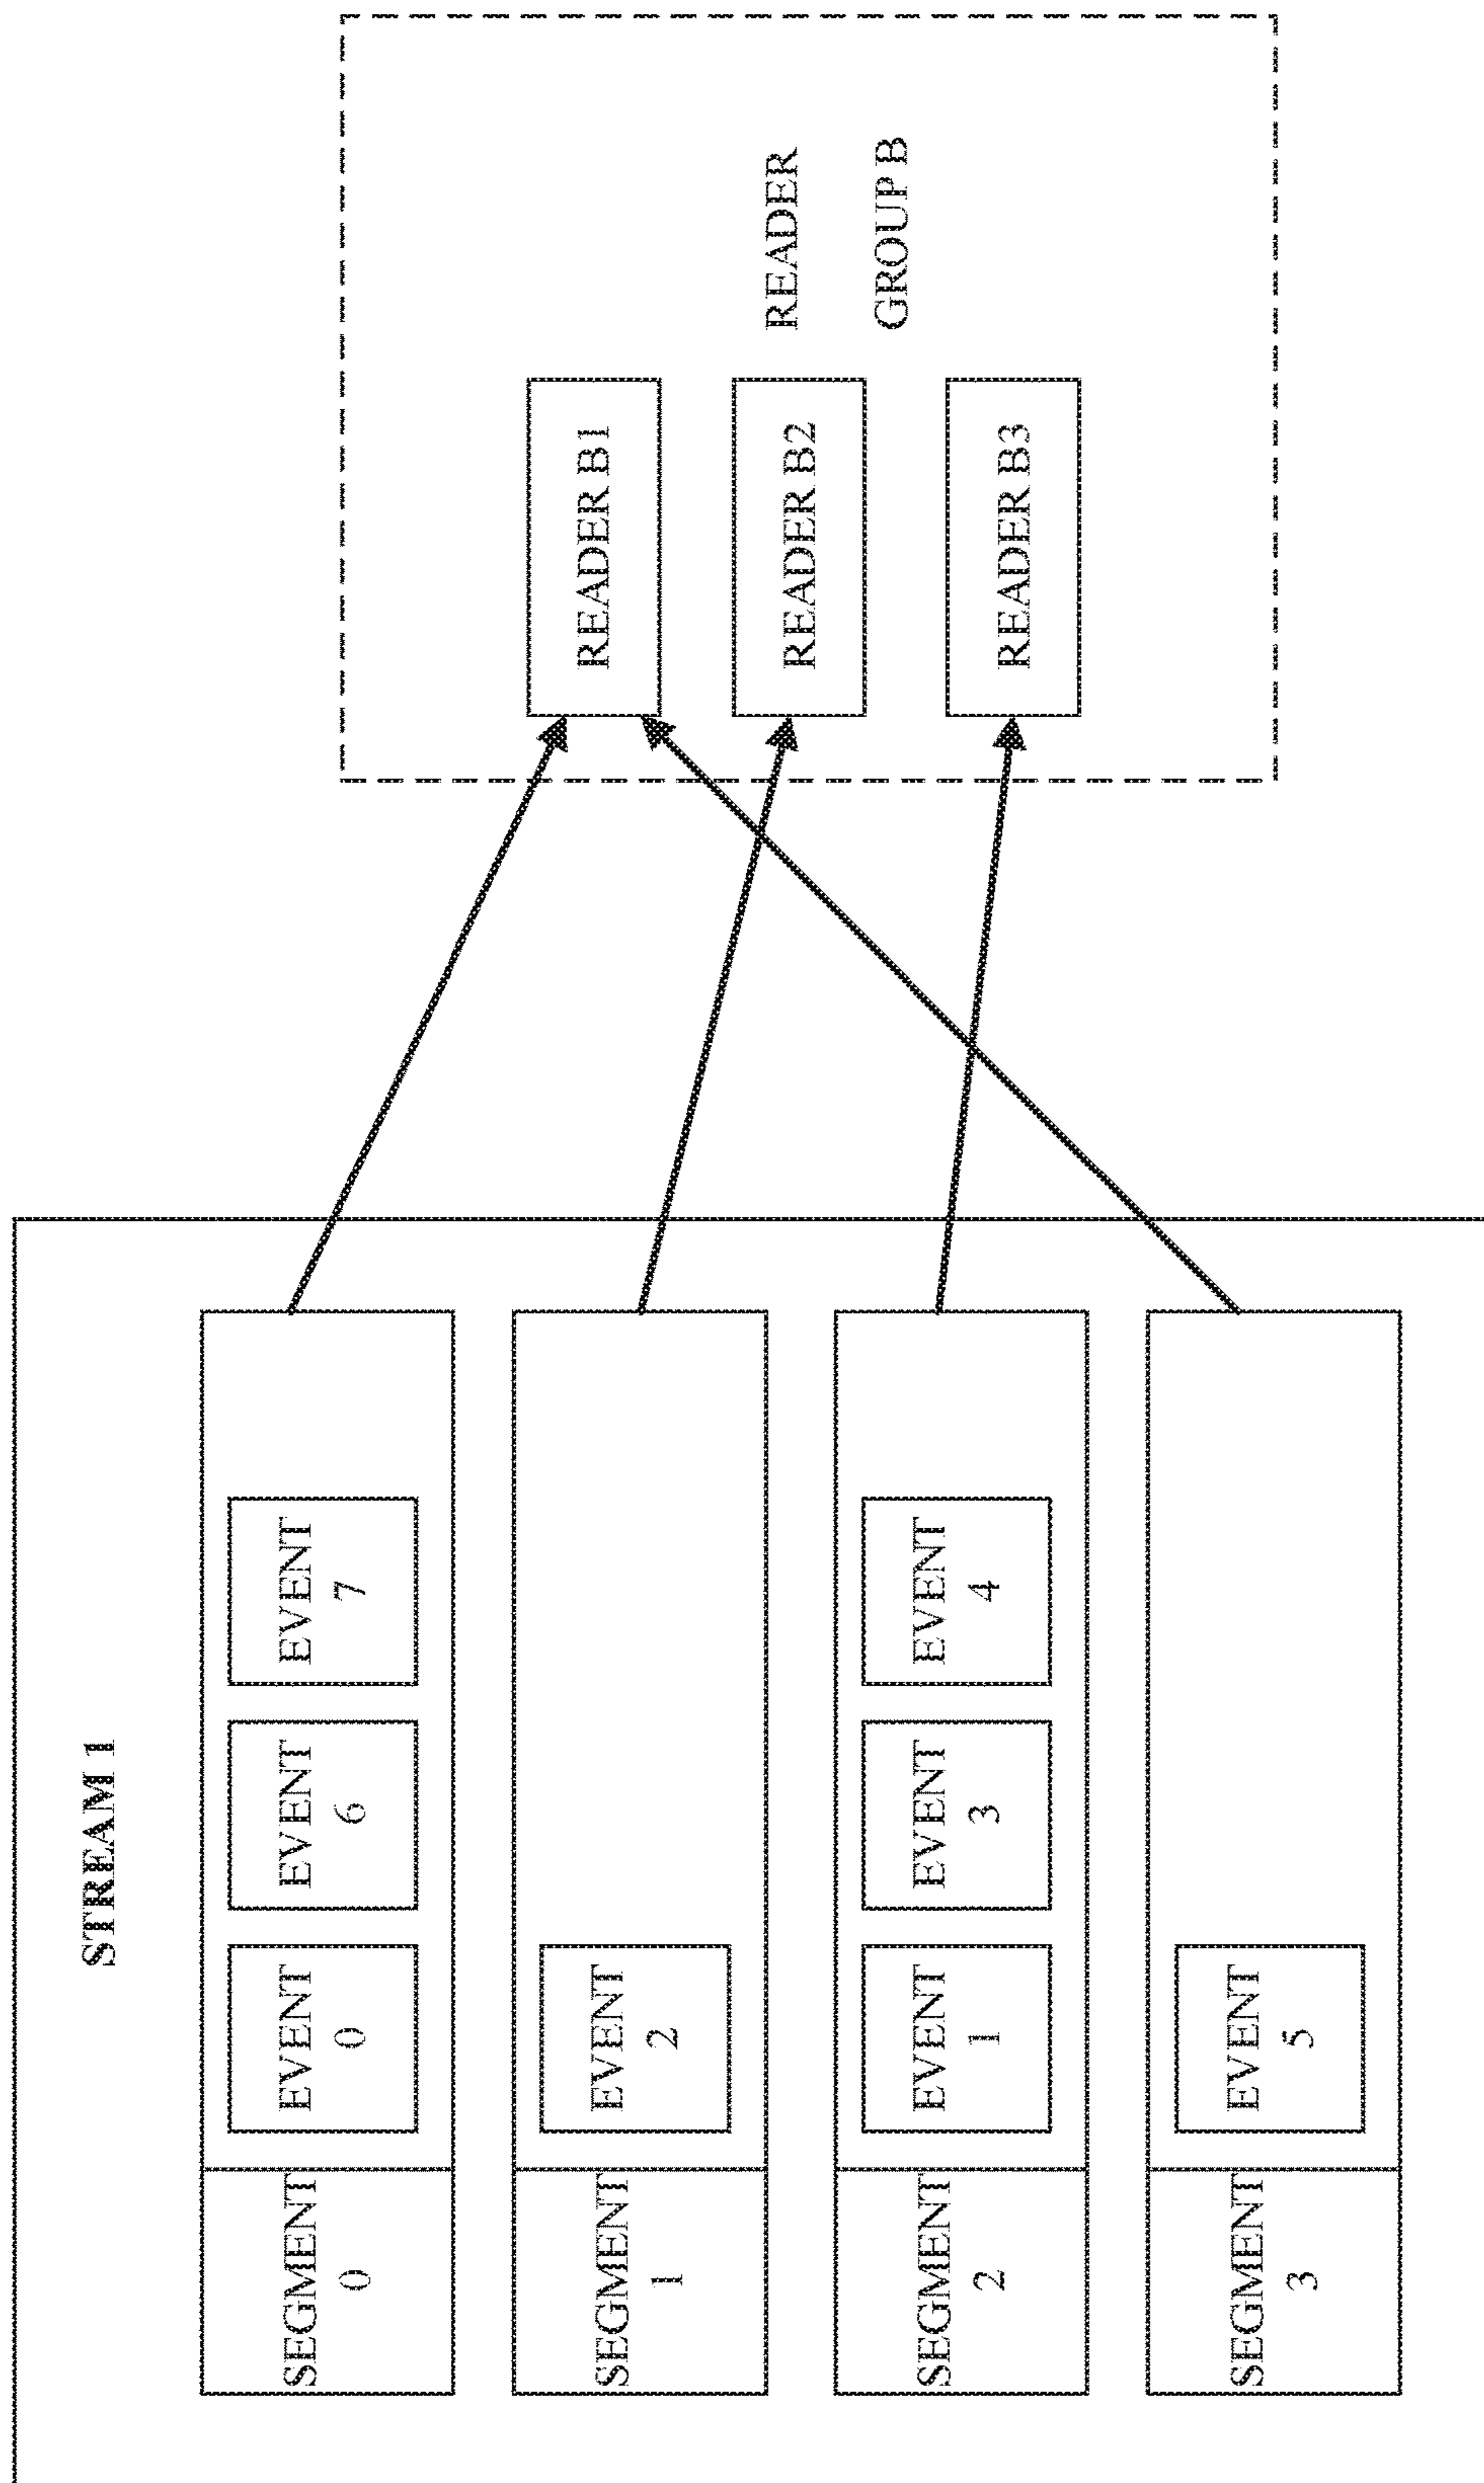 STREAM 1
SEGMENT
0
EVENT
0
EVENT
6
EVENT
7
SEGMENT
1
EVENT
2
SEGMENT
2
EVENT
1
EVENT
3
EVENT
4
SEGMENT
3
EVENT
5
READER B1
READER B2
READER B3
READER
GROUP B